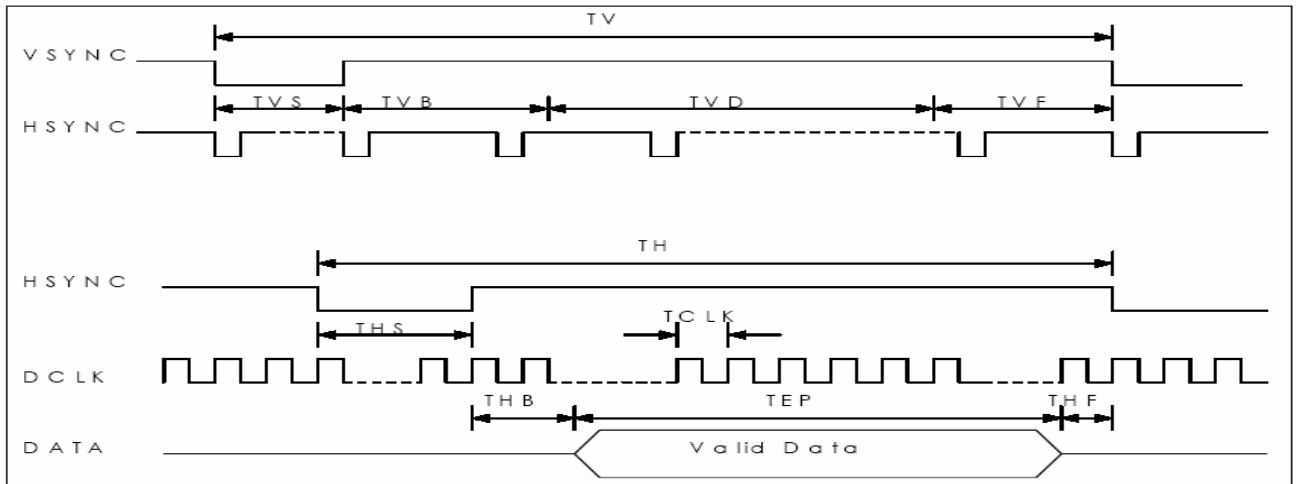 TV
VSYNC
TVS TVB TVD TVF
HSYNC
TH
HSYNC
TCLK
THS
DCLK
THB TEP THF
DATA Valid Data